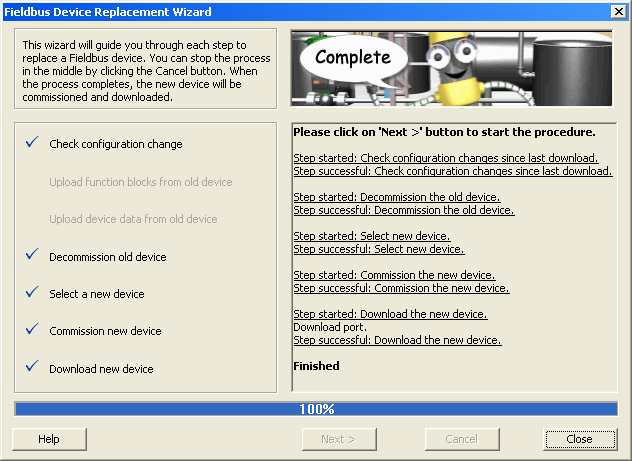 Fieldbus Device Replacement Wizard
This wizard will guide you through each step to
replace a Fieldbus device. You can stop the process
in the middle by clicking the Cancel button. When
the process completes, the new device will be
commissioned and downloaded.
Complete
Check configuration change
Upload function blocks from old device
Upload device data from old device
Decommission old device
Select a new device
Commission new device
Download new device
Please click on 'Next >' button to start the procedure.
Step started: Check configuration changes since last download.
Step successful: Check configuration changes since last download.
Step started: Decommission the old device.
Step successful: Decommission the old device.
Step started: Select new device.
Step successful: Select new device.
Step started: Commission the new device.
Step successful: Commission the new device.
Step started: Download the new device.
Download port.
Step successful: Download the new device.
Finished
100%
Help
Next >
Cancel
Close